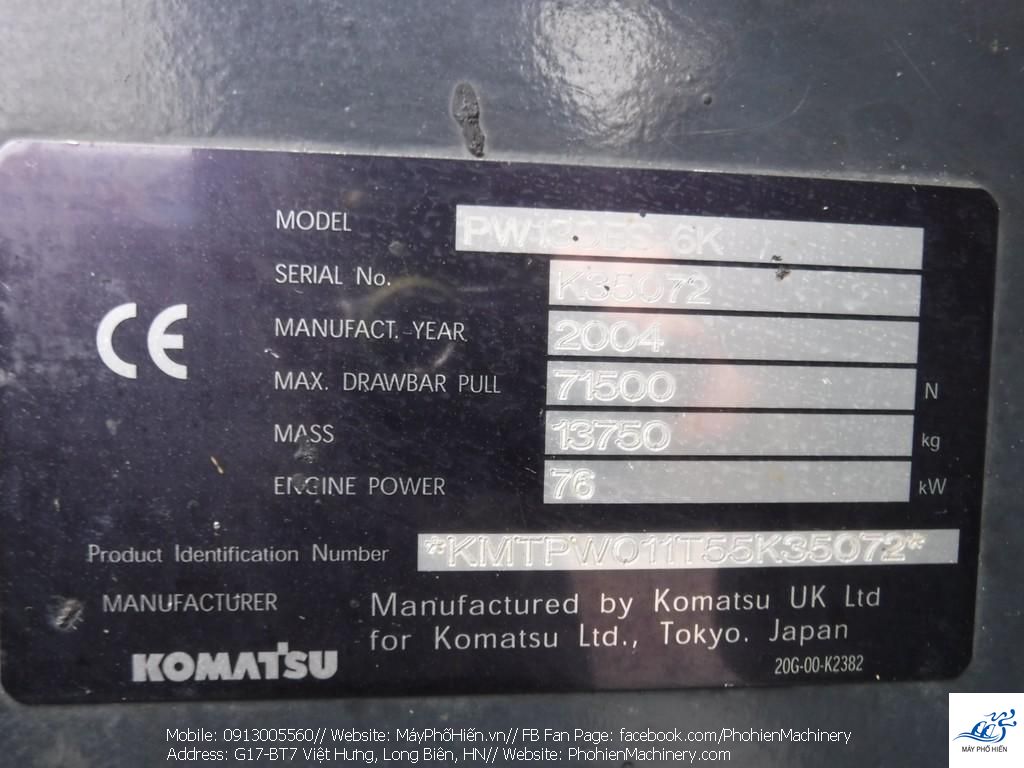 MODEL PW130ES-6K
SERIAL No. K35072
MANUFACT. YEAR 2004
MAX. DRAWBAR PULL 71500 N
MASS 13750 kg
ENGINE POWER 76 kW
CE
Product Identification Number *KMTPW011T55K35072*
MANUFACTURER Manufactured by Komatsu UK Ltd
for Komatsu Ltd., Tokyo. Japan
KOMATSU 20G-00-K2382
Mobile: 0913005560// Website: MáyPhốHiến.vn// FB Fan Page: facebook.com/PhohienMachinery
Address: G17-BT7 Việt Hưng, Long Biên, HN// Website: PhohienMachinery.com
MÁY PHỐ HIẾN